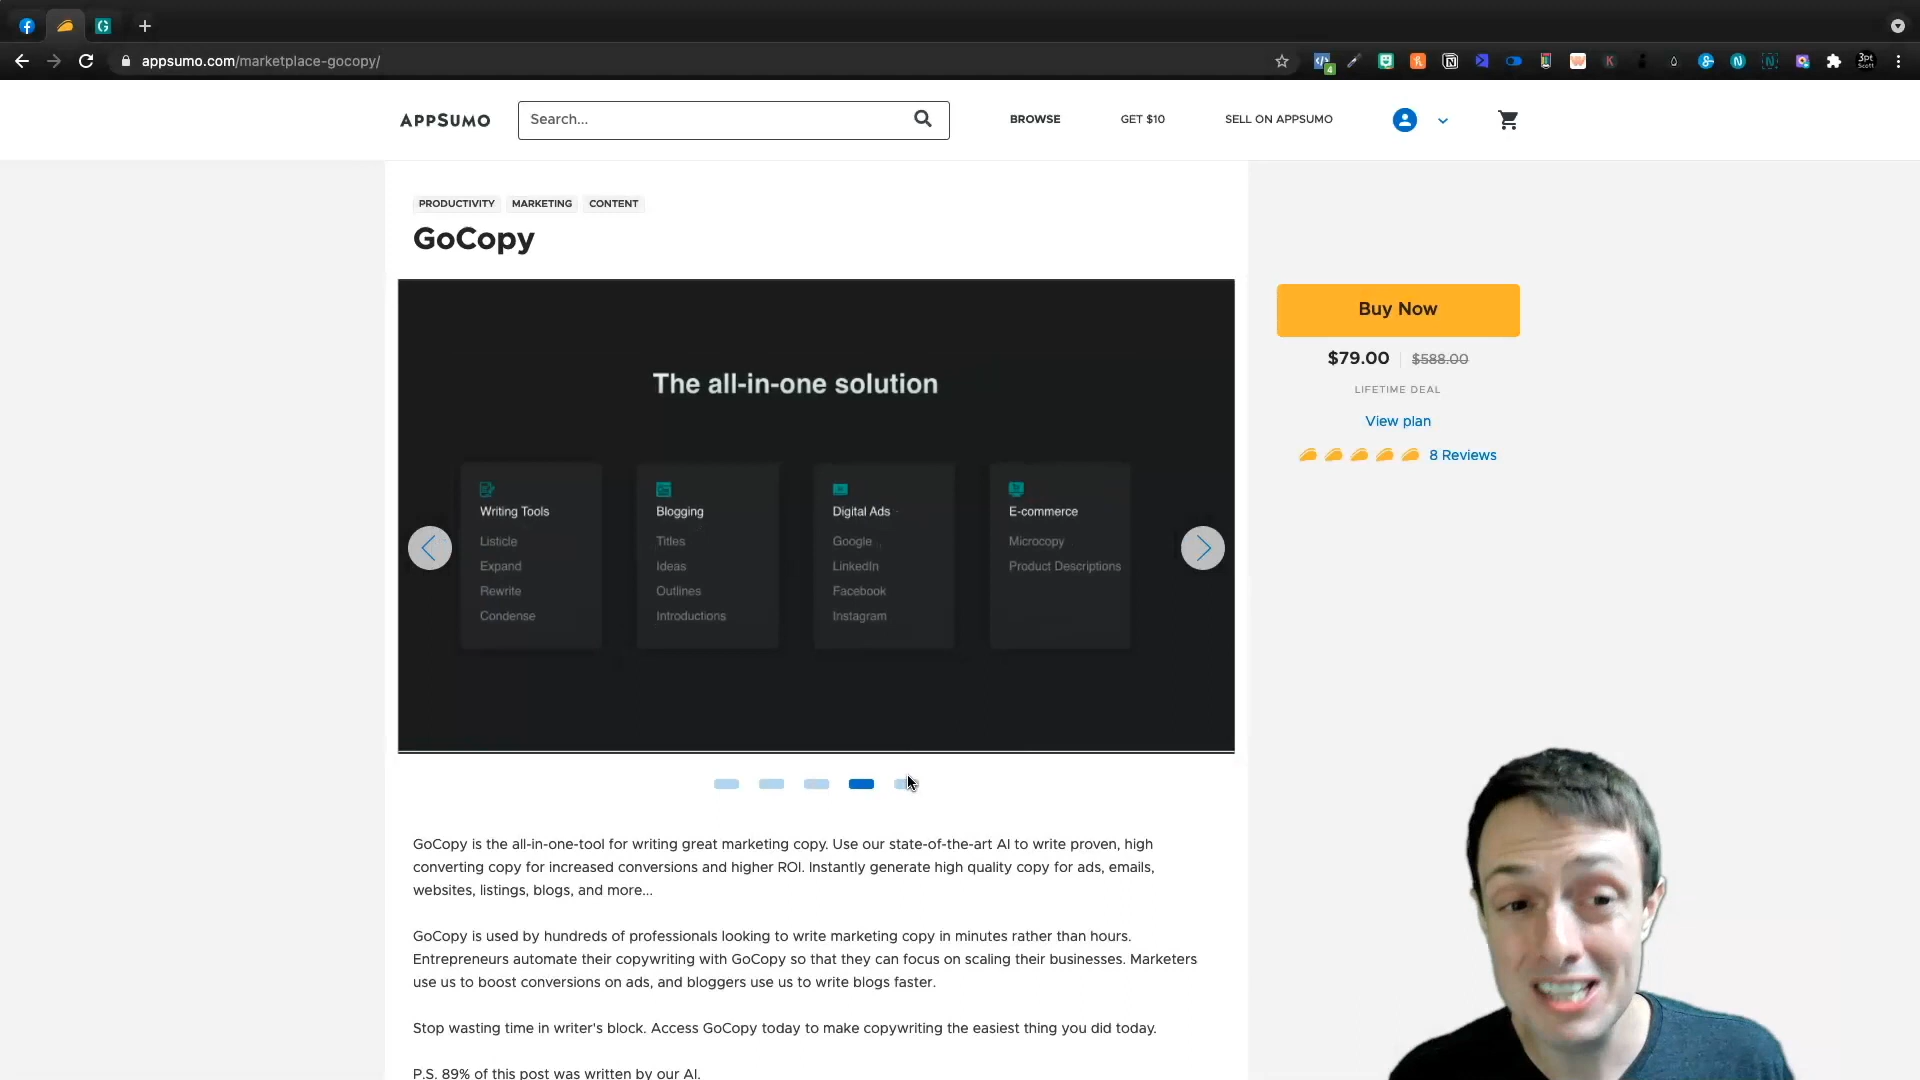 appsumo.com/marketplace-gocopy/
4
3pt
Scott
APPSUMO
Search...
BROWSE
GET $10
SELL ON APPSUMO
PRODUCTIVITY
MARKETING
CONTENT
GoCopy
The all-in-one solution
Writing Tools
Listicle
Expand
Rewrite
Condense
Blogging
Titles
Ideas
Outlines
Introductions
Digital Ads
Google
LinkedIn
Facebook
Instagram
E-commerce
Microcopy
Product Descriptions
Buy Now
$79.00
$588.00
LIFETIME DEAL
View plan
8 Reviews
GoCopy is the all-in-one-tool for writing great marketing copy. Use our state-of-the-art AI to write proven, high
converting copy for increased conversions and higher ROI. Instantly generate high quality copy for ads, emails,
websites, listings, blogs, and more...
GoCopy is used by hundreds of professionals looking to write marketing copy in minutes rather than hours.
Entrepreneurs automate their copywriting with GoCopy so that they can focus on scaling their businesses. Marketers
use us to boost conversions on ads, and bloggers use us to write blogs faster.
Stop wasting time in writer's block. Access GoCopy today to make copywriting the easiest thing you did today.
P.S. 89% of this post was written by our AI.